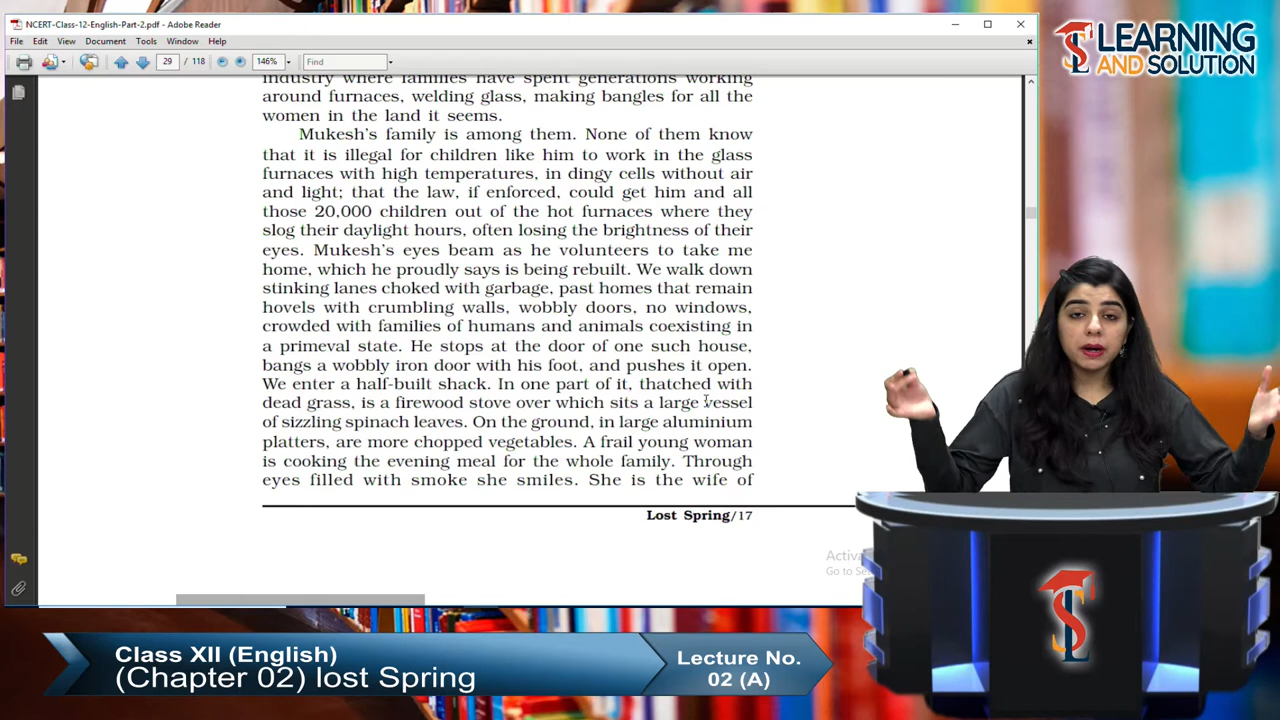 NCERT-Class-12-English-Part-2.pdf - Adobe Reader
File Edit View Document Tools Window Help
29 / 118 146% Find
industry where families have spent generations working
around furnaces, welding glass, making bangles for all the
women in the land it seems.
Mukesh's family is among them. None of them know
that it is illegal for children like him to work in the glass
furnaces with high temperatures, in dingy cells without air
and light; that the law, if enforced, could get him and all
those 20,000 children out of the hot furnaces where they
slog their daylight hours, often losing the brightness of their
eyes. Mukesh's eyes beam as he volunteers to take me
home, which he proudly says is being rebuilt. We walk down
stinking lanes choked with garbage, past homes that remain
hovels with crumbling walls, wobbly doors, no windows,
crowded with families of humans and animals coexisting in
a primeval state. He stops at the door of one such house,
bangs a wobbly iron door with his foot, and pushes it open.
We enter a half-built shack. In one part of it, thatched with
dead grass, is a firewood stove over which sits a large vessel
of sizzling spinach leaves. On the ground, in large aluminium
platters, are more chopped vegetables. A frail young woman
is cooking the evening meal for the whole family. Through
eyes filled with smoke she smiles. She is the wife of
Lost Spring/17
Activa
Go to Se
LEARNING
AND SOLUTION
Class XII (English)
(Chapter 02) lost Spring
Lecture No.
02 (A)